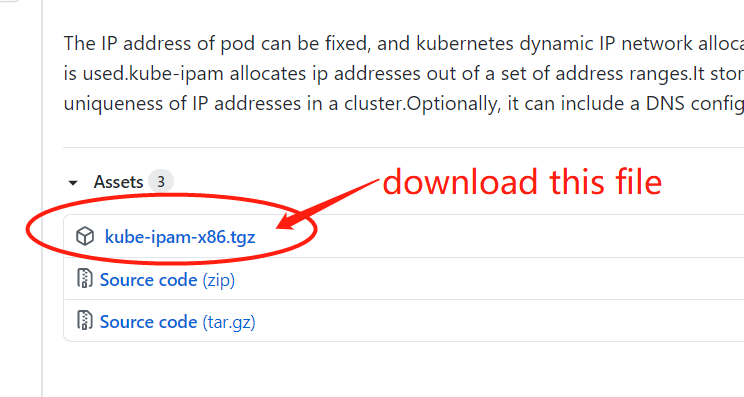 The IP address of pod can be fixed, and kubernetes dynamic IP network alloca
is used.kube-ipam allocates ip addresses out of a set of address ranges.It stor
uniqueness of IP addresses in a cluster.Optionally, it can include a DNS config
Assets 3
download this file
kube-ipam-x86.tgz
Source code (zip)
Source code (tar.gz)